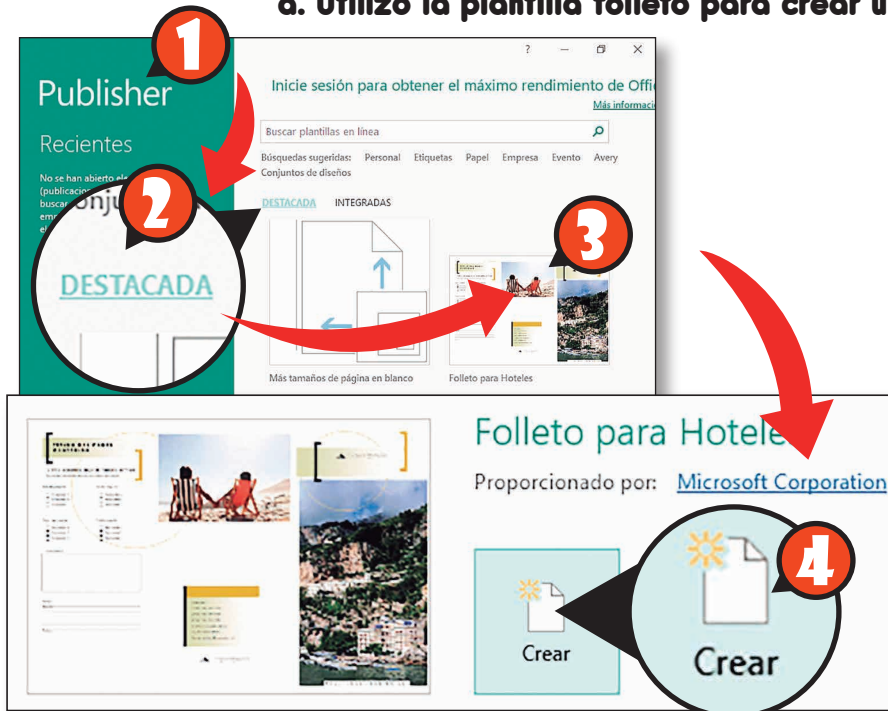 a. Utilizo la plantilla folleto para crear u
1
Publisher
Recientes
No se han abierto
(publicacio
buscar
? — ×
Inicie sesión para obtener el máximo rendimiento de Offi
Más informaci
Buscar plantillas en línea
Búsquedas sugeridas: Personal Etiquetas Papel Empresa Evento Avery
Conjuntos de diseños
DESTACADA INTEGRADAS
2
DESTACADA
3
Más tamaños de página en blanco
Folleto para Hoteles
Folleto para Hotele
Proporcionado por: Microsoft Corporation
Crear
4
Crear